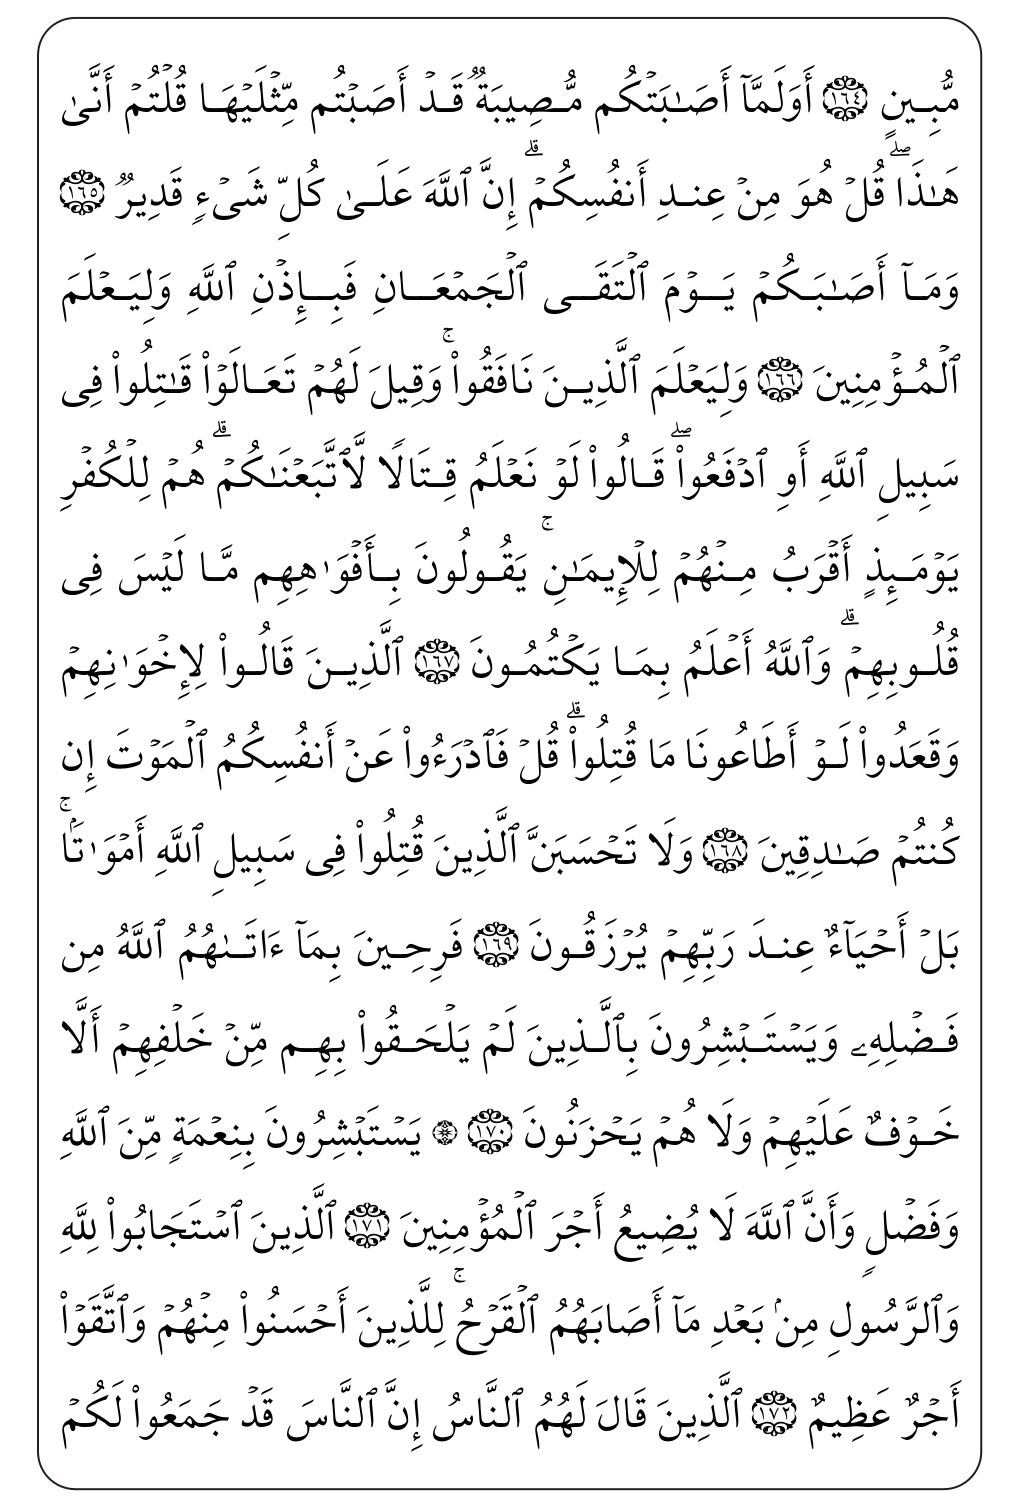 مُّبِينٍ ١٦٤ أَوَلَمَّآ أَصَـٰبَتۡكُم مُّصِيبَةٌ قَدۡ أَصَبۡتُم مِّثۡلَيۡهَا قُلۡتُمۡ أَنَّىٰ
هَـٰذَاۖ قُلۡ هُوَ مِنۡ عِندِ أَنفُسِكُمۡۗ إِنَّ ٱللَّهَ عَلَىٰ كُلِّ شَىۡءٍ قَدِيرٌ ١٦٥
وَمَآ أَصَـٰبَكُمۡ يَوۡمَ ٱلۡتَقَى ٱلۡجَمۡعَانِ فَبِإِذۡنِ ٱللَّهِ وَلِيَعۡلَمَ
ٱلۡمُؤۡمِنِينَ ١٦٦ وَلِيَعۡلَمَ ٱلَّذِينَ نَافَقُواْۚ وَقِيلَ لَهُمۡ تَعَالَوۡاْ قَـٰتِلُواْ فِى
سَبِيلِ ٱللَّهِ أَوِ ٱدۡفَعُواْۖ قَالُواْ لَوۡ نَعۡلَمُ قِتَالًا لَّٱتَّبَعۡنَـٰكُمۡۗ هُمۡ لِلۡكُفۡرِ
يَوۡمَئِذٍ أَقۡرَبُ مِنۡهُمۡ لِلۡإِيمَـٰنِۚ يَقُولُونَ بِأَفۡوَٰهِهِم مَّا لَيۡسَ فِى
قُلُوبِهِمۡۗ وَٱللَّهُ أَعۡلَمُ بِمَا يَكۡتُمُونَ ١٦٧ ٱلَّذِينَ قَالُواْ لِإِخۡوَٰنِهِمۡ
وَقَعَدُواْ لَوۡ أَطَاعُونَا مَا قُتِلُواْۗ قُلۡ فَٱدۡرَءُواْ عَنۡ أَنفُسِكُمُ ٱلۡمَوۡتَ إِن
كُنتُمۡ صَـٰدِقِينَ ١٦٨ وَلَا تَحۡسَبَنَّ ٱلَّذِينَ قُتِلُواْ فِى سَبِيلِ ٱللَّهِ أَمۡوَٰتَۢاۚ
بَلۡ أَحۡيَآءٌ عِندَ رَبِّهِمۡ يُرۡزَقُونَ ١٦٩ فَرِحِينَ بِمَآ ءَاتَىٰهُمُ ٱللَّهُ مِن
فَضۡلِهِۦ وَيَسۡتَبۡشِرُونَ بِٱلَّذِينَ لَمۡ يَلۡحَقُواْ بِهِم مِّنۡ خَلۡفِهِمۡ أَلَّا
خَوۡفٌ عَلَيۡهِمۡ وَلَا هُمۡ يَحۡزَنُونَ ١٧٠ ۞ يَسۡتَبۡشِرُونَ بِنِعۡمَةٍ مِّنَ ٱللَّهِ
وَفَضۡلٍ وَأَنَّ ٱللَّهَ لَا يُضِيعُ أَجۡرَ ٱلۡمُؤۡمِنِينَ ١٧١ ٱلَّذِينَ ٱسۡتَجَابُواْ لِلَّهِ
وَٱلرَّسُولِ مِنۢ بَعۡدِ مَآ أَصَابَهُمُ ٱلۡقَرۡحُۚ لِلَّذِينَ أَحۡسَنُواْ مِنۡهُمۡ وَٱتَّقَوۡاْ
أَجۡرٌ عَظِيمٌ ١٧٢ ٱلَّذِينَ قَالَ لَهُمُ ٱلنَّاسُ إِنَّ ٱلنَّاسَ قَدۡ جَمَعُواْ لَكُمۡ